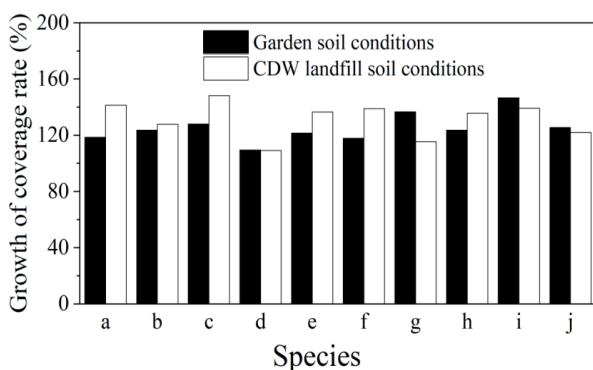 Growth of coverage rate (%)
200
160
120
80
40
0
Garden soil conditions
CDW landfill soil conditions
a b c d e f g h i j
Species